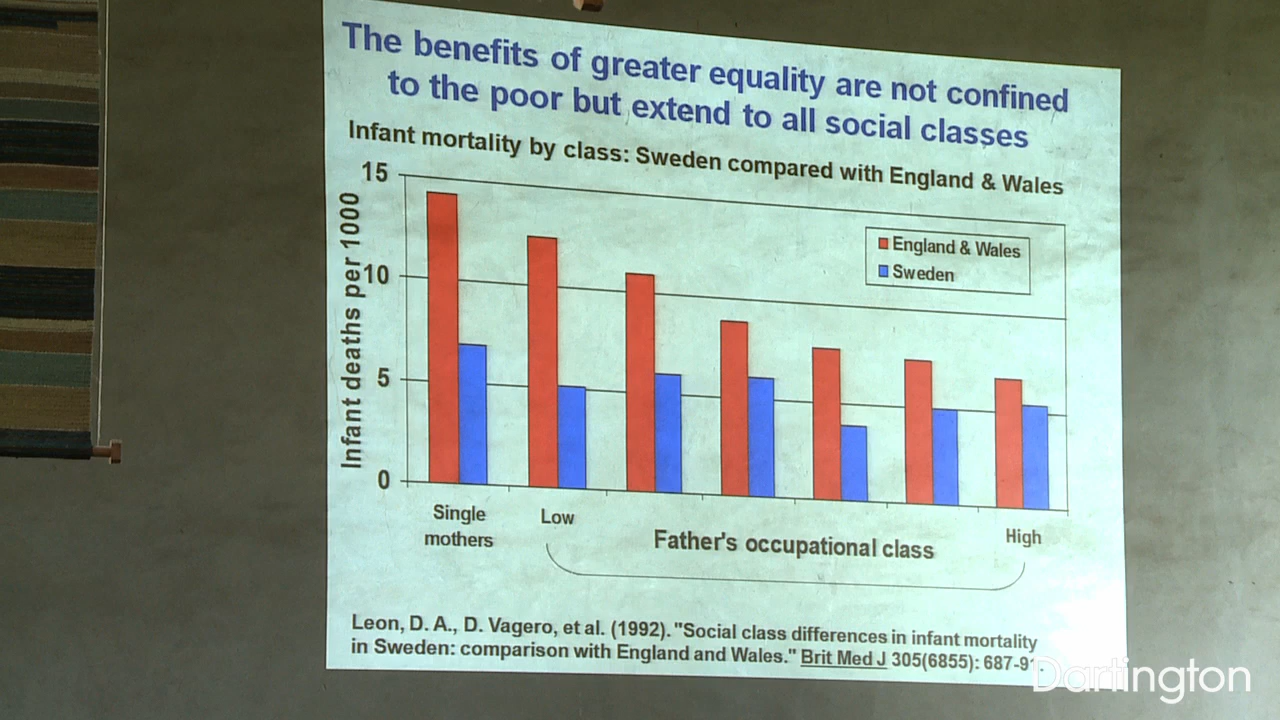 The benefits of greater equality are not confined
to the poor but extend to all social classes
Infant mortality by class: Sweden compared with England & Wales
Infant deaths per 1000
15
10
5
0
England & Wales
Sweden
Single
mothers
Low
Father's occupational class
High
Leon, D. A., D. Vagero, et al. (1992). "Social class differences in infant mortality
in Sweden: comparison with England and Wales." Brit Med J 305(6855): 687-91.
Dartington